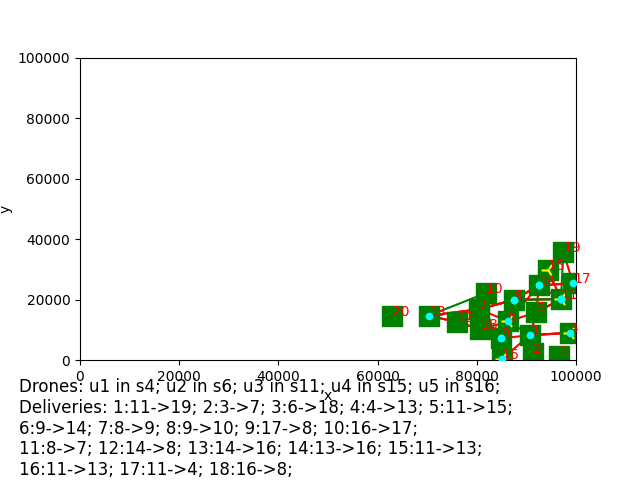 100000
80000
60000
40000
20000
0
y
0 20000 40000 60000 80000 100000
x
19
17
10
20
2
Drones: u1 in s4; u2 in s6; u3 in s11; u4 in s15; u5 in s16;
Deliveries: 1:11->19; 2:3->7; 3:6->18; 4:4->13; 5:11->15;
6:9->14; 7:8->9; 8:9->10; 9:17->8; 10:16->17;
11:8->7; 12:14->8; 13:14->16; 14:13->16; 15:11->13;
16:11->13; 17:11->4; 18:16->8;